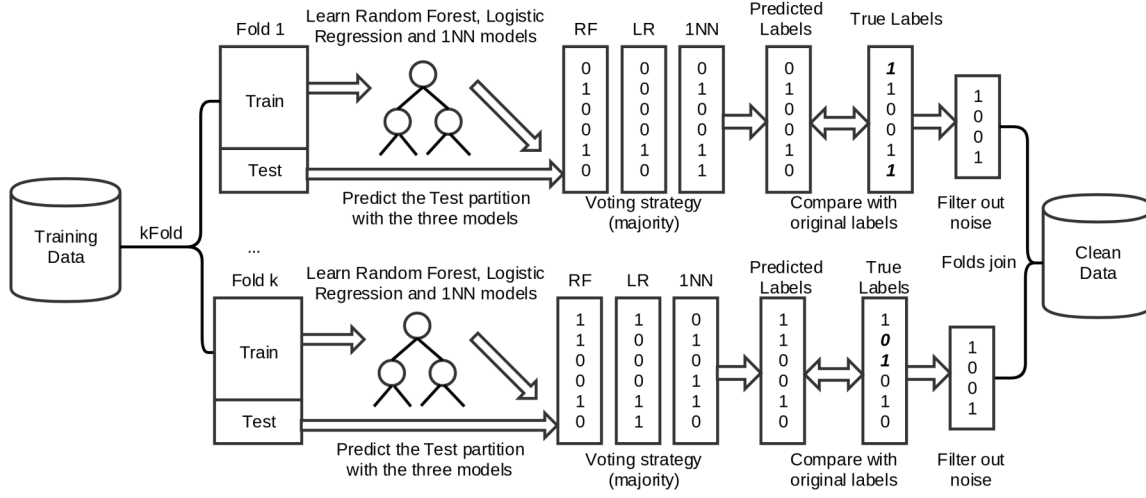 Training
Data
kFold
Fold 1
Train
Test
Learn Random Forest, Logistic
Regression and 1NN models
Predict the Test partition
with the three models
RF
0
1
0
0
1
0
LR
0
0
0
0
1
0
1NN
0
1
0
0
1
1
Voting strategy
(majority)
Predicted
Labels
0
1
0
0
1
0
True Labels
1
1
0
0
1
1
Compare with
original labels
1
0
0
1
Filter out
noise
...
Fold k
Train
Test
Learn Random Forest, Logistic
Regression and 1NN models
Predict the Test partition
with the three models
RF
1
1
0
0
1
0
LR
1
0
0
0
1
1
1NN
0
1
0
1
1
0
Voting strategy
(majority)
Predicted
Labels
1
1
0
0
1
0
True
Labels
1
0
1
0
1
0
Compare with
original labels
1
0
0
1
Filter out
noise
Folds join
Clean
Data